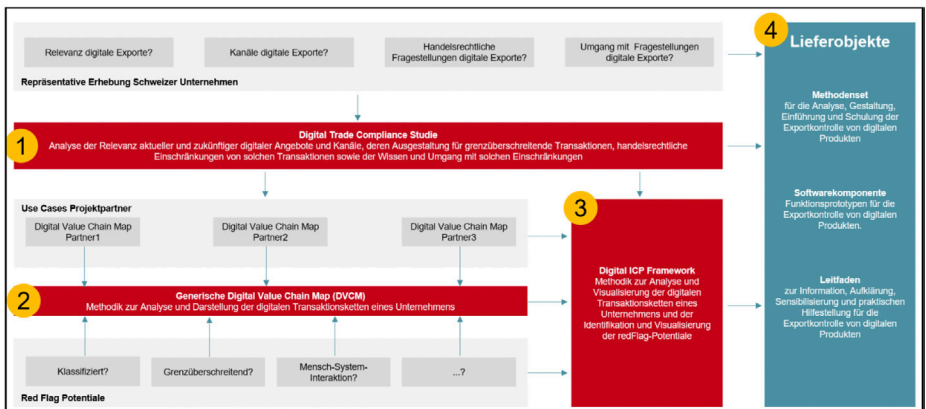 Relevanz digitale Exporte?
Kanäle digitale Exporte?
Handelsrechtliche
Fragestellungen digitale Exporte?
Umgang mit Fragestellungen
digitale Exporte?
Repräsentative Erhebung Schweizer Unternehmen
1
Digital Trade Compliance Studie
Analyse der Relevanz aktueller und zukünftiger digitaler Angebote und Kanäle, deren Ausgestaltung für grenzüberschreitende Transaktionen, handelsrechtliche
Einschränkungen von solchen Transaktionen sowie der Wissen und Umgang mit solchen Einschränkungen
Use Cases Projektpartner
Digital Value Chain Map
Partner1
Digital Value Chain Map
Partner2
Digital Value Chain Map
Partner3
2
Generische Digital Value Chain Map (DVCM)
Methodik zur Analyse und Darstellung der digitalen Transaktionsketten eines Unternehmens
Klassifiziert?
Grenzüberschreitend?
Mensch-System-
Interaktion?
...?
Red Flag Potentiale
3
Digital ICP Framework
Methodik zur Analyse und
Visualisierung der digitalen
Transaktionsketten eines
Unternehmens und der
Identifikation und Visualisierung
der redFlag-Potentiale
4
Lieferobjekte
Methodenset
für die Analyse, Gestaltung,
Einführung und Schulung der
Exportkontrolle von digitalen
Produkten
Softwarekomponente
Funktionsprototypen für die
Exportkontrolle von digitalen
Produkten.
Leitfaden
zur Information, Aufklärung,
Sensibilisierung und praktischen
Hilfestellung für die
Exportkontrolle von digitalen
Produkten